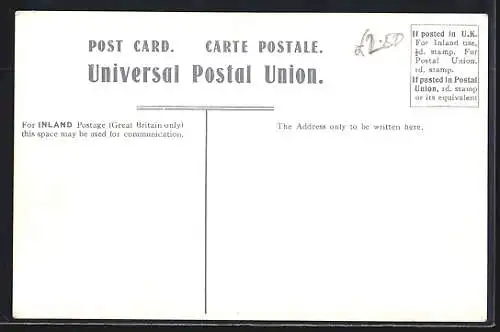 POST CARD. CARTE POSTALE.
Universal Postal Union.
£2.50
If posted in U.K.
For Inland use,
½d. stamp. For
Postal Union.
1d. stamp.
If posted in Postal
Union, 1d. stamp
or its equivalent
For INLAND Postage (Great Britain only)
this space may be used for communication.
The Address only to be written here.